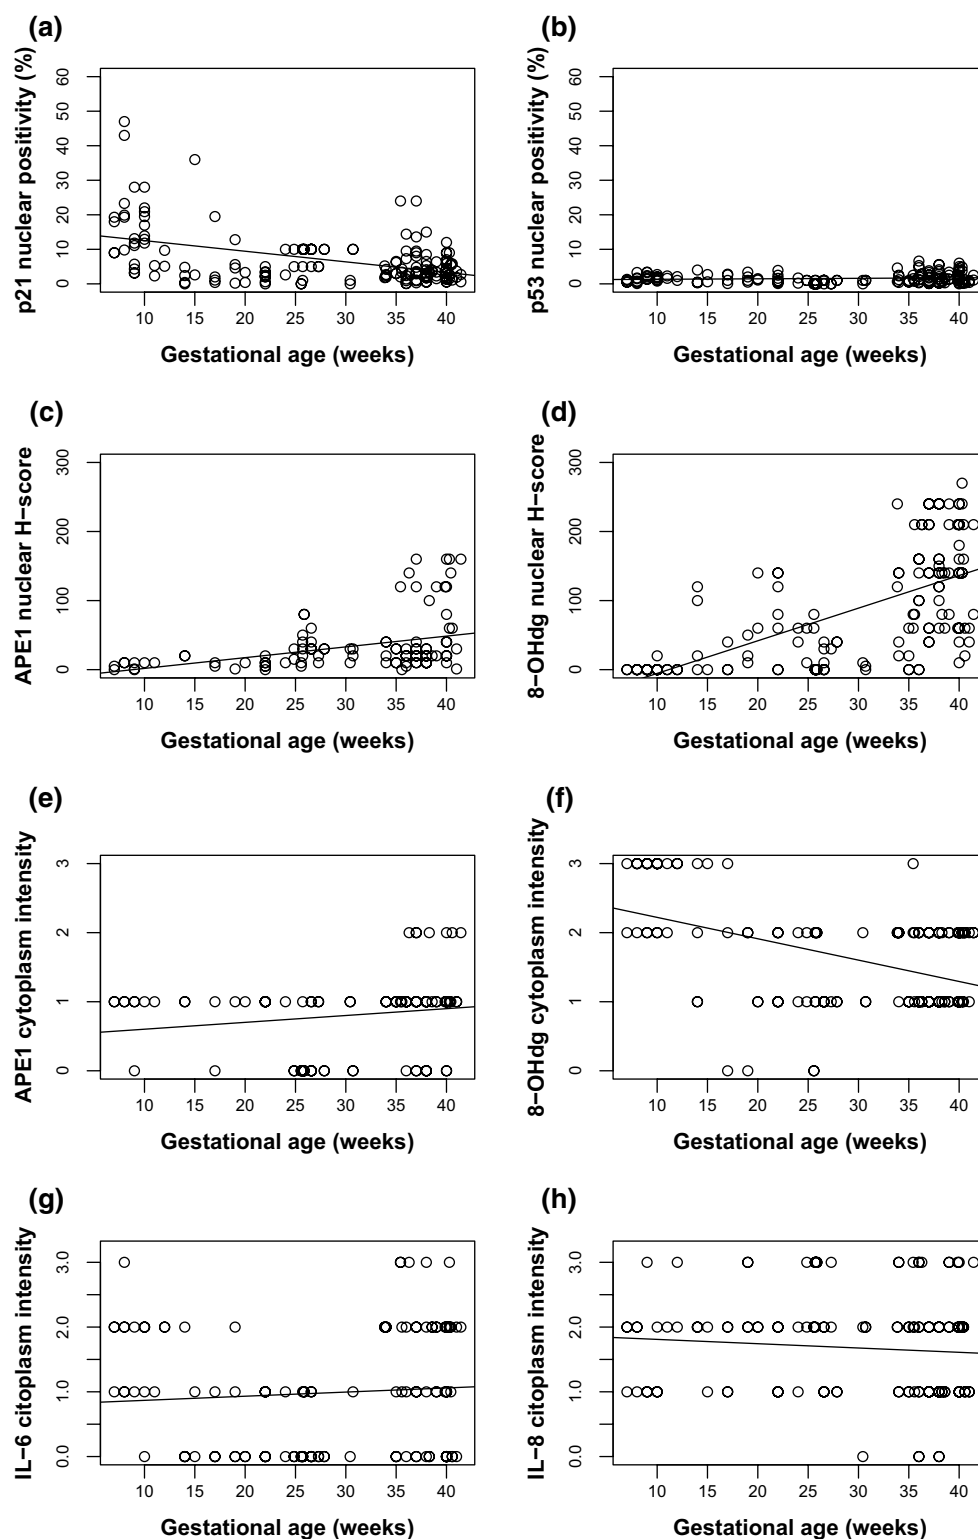 (a)
p21 nuclear positivity (%)
0 10 20 30 40 50 60
10 15 20 25 30 35 40
Gestational age (weeks)
(b)
p53 nuclear positivity (%)
0 10 20 30 40 50 60
10 15 20 25 30 35 40
Gestational age (weeks)
(c)
APE1 nuclear H−score
0 100 200 300
10 15 20 25 30 35 40
Gestational age (weeks)
(d)
8−OHdg nuclear H−score
0 100 200 300
10 15 20 25 30 35 40
Gestational age (weeks)
(e)
APE1 cytoplasm intensity
0 1 2 3
10 15 20 25 30 35 40
Gestational age (weeks)
(f)
8−OHdg cytoplasm intensity
0 1 2 3
10 15 20 25 30 35 40
Gestational age (weeks)
(g)
IL−6 citoplasm intensity
0.0 1.0 2.0 3.0
10 15 20 25 30 35 40
Gestational age (weeks)
(h)
IL−8 citoplasm intensity
0.0 1.0 2.0 3.0
10 15 20 25 30 35 40
Gestational age (weeks)